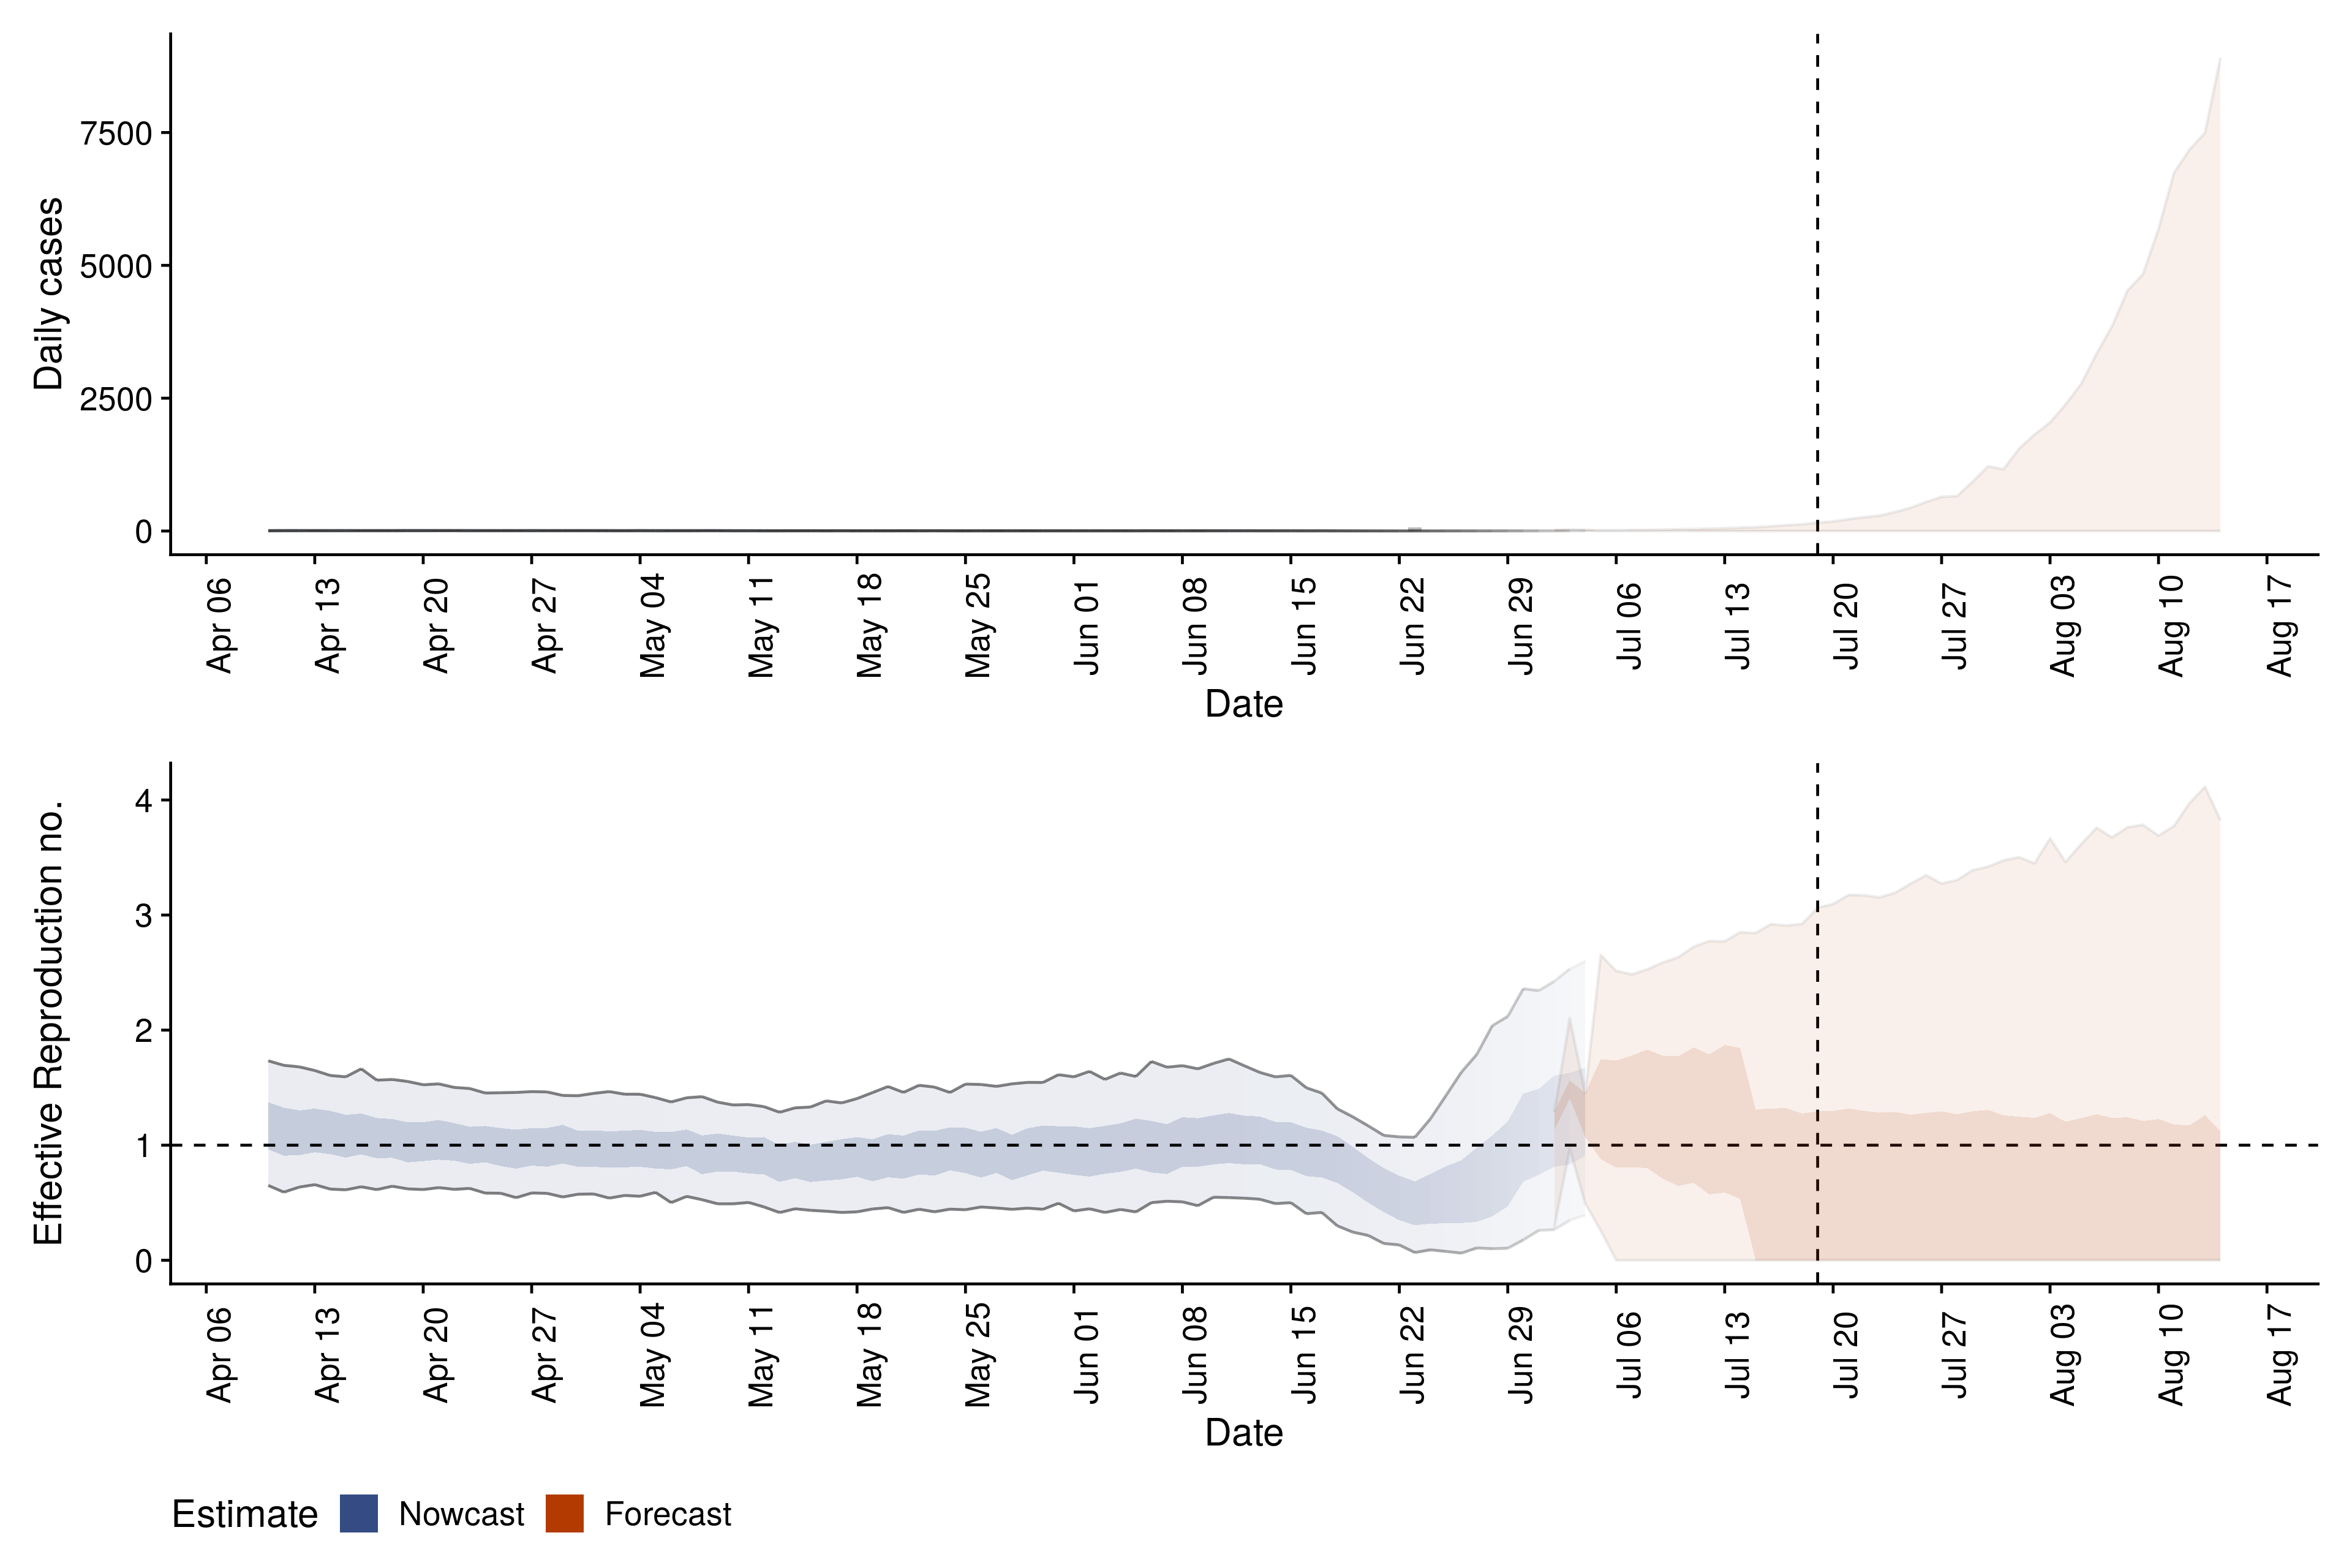 Daily cases
7500
5000
2500
0
Apr 06
Apr 13
Apr 20
Apr 27
May 04
May 11
May 18
May 25
Jun 01
Jun 08
Jun 15
Jun 22
Jun 29
Jul 06
Jul 13
Jul 20
Jul 27
Aug 03
Aug 10
Aug 17
Date
Effective Reproduction no.
4
3
2
1
0
Apr 06
Apr 13
Apr 20
Apr 27
May 04
May 11
May 18
May 25
Jun 01
Jun 08
Jun 15
Jun 22
Jun 29
Jul 06
Jul 13
Jul 20
Jul 27
Aug 03
Aug 10
Aug 17
Date
Estimate Nowcast Forecast